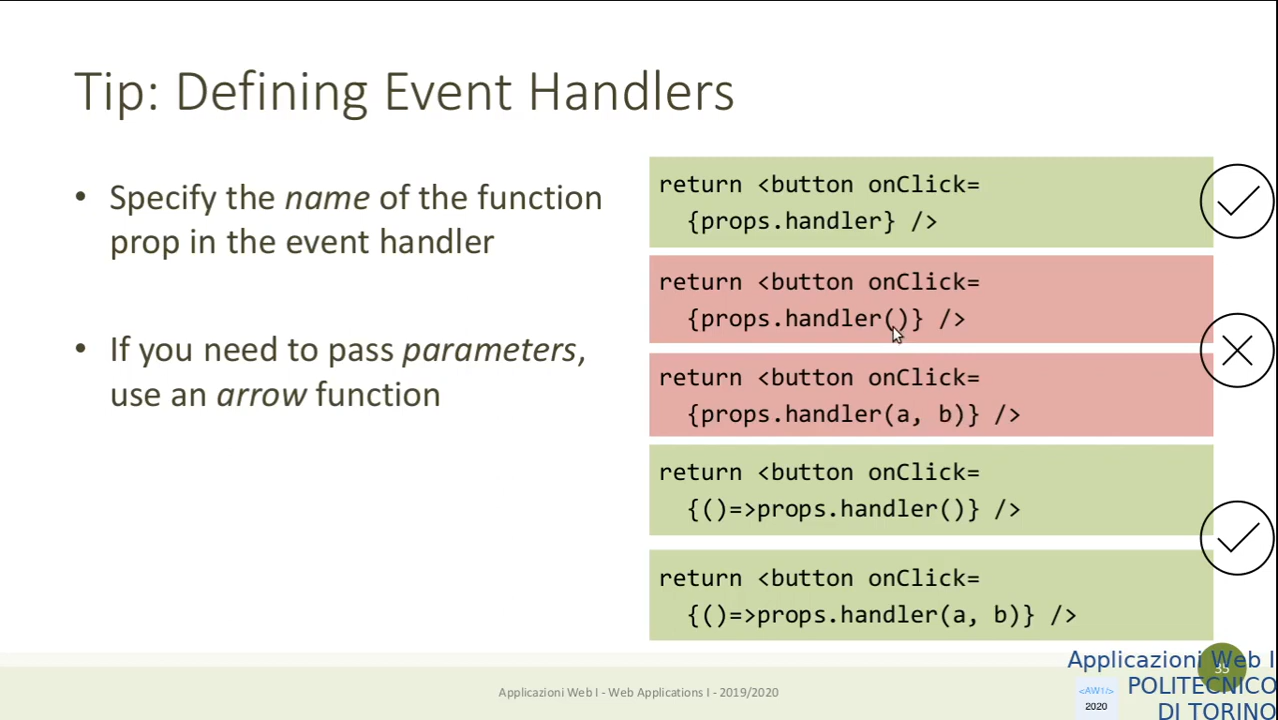 Tip: Defining Event Handlers
• Specify the name of the function
prop in the event handler
• If you need to pass parameters,
use an arrow function
return <button onClick=
{props.handler} />
return <button onClick=
{props.handler()} />
return <button onClick=
{props.handler(a, b)} />
return <button onClick=
{()=>props.handler()} />
return <button onClick=
{()=>props.handler(a, b)} />
Applicazioni Web I - Web Applications I - 2019/2020
<AW1/>
2020
Applicazioni Web I
POLITECNICO
DI TORINO